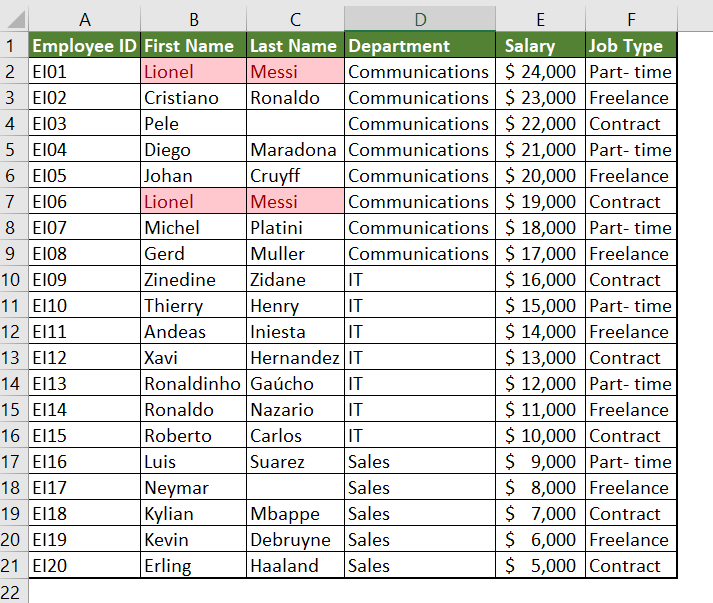 A B C D E F
1 Employee ID First Name Last Name Department Salary Job Type
2 EI01 Lionel Messi Communications $ 24,000 Part- time
3 EI02 Cristiano Ronaldo Communications $ 23,000 Freelance
4 EI03 Pele Communications $ 22,000 Contract
5 EI04 Diego Maradona Communications $ 21,000 Part- time
6 EI05 Johan Cruyff Communications $ 20,000 Freelance
7 EI06 Lionel Messi Communications $ 19,000 Contract
8 EI07 Michel Platini Communications $ 18,000 Part- time
9 EI08 Gerd Muller Communications $ 17,000 Freelance
10 EI09 Zinedine Zidane IT $ 16,000 Contract
11 EI10 Thierry Henry IT $ 15,000 Part- time
12 EI11 Andeas Iniesta IT $ 14,000 Freelance
13 EI12 Xavi Hernandez IT $ 13,000 Contract
14 EI13 Ronaldinho Gaúcho IT $ 12,000 Part- time
15 EI14 Ronaldo Nazario IT $ 11,000 Freelance
16 EI15 Roberto Carlos IT $ 10,000 Contract
17 EI16 Luis Suarez Sales $ 9,000 Part- time
18 EI17 Neymar Sales $ 8,000 Freelance
19 EI18 Kylian Mbappe Sales $ 7,000 Contract
20 EI19 Kevin Debruyne Sales $ 6,000 Freelance
21 EI20 Erling Haaland Sales $ 5,000 Contract
22